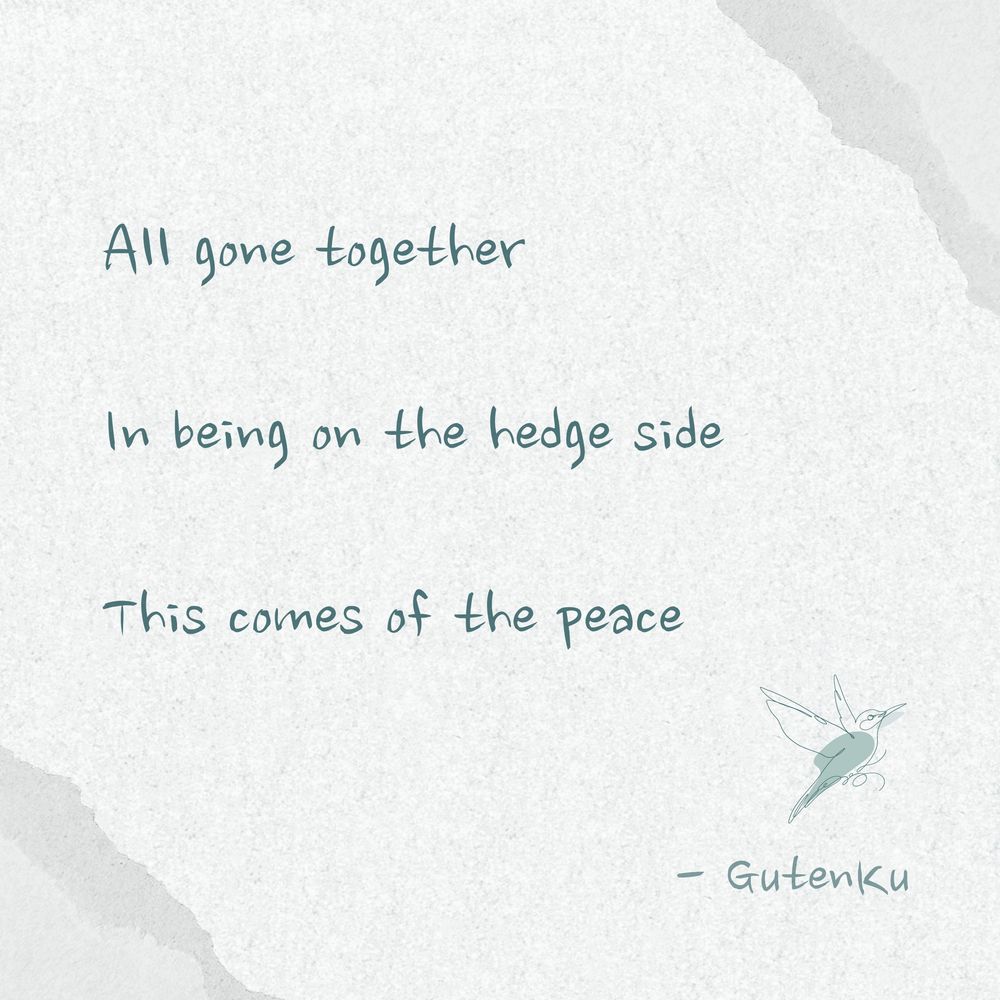 All gone together
In being on the hedge side
This comes of the peace
- GutenKu